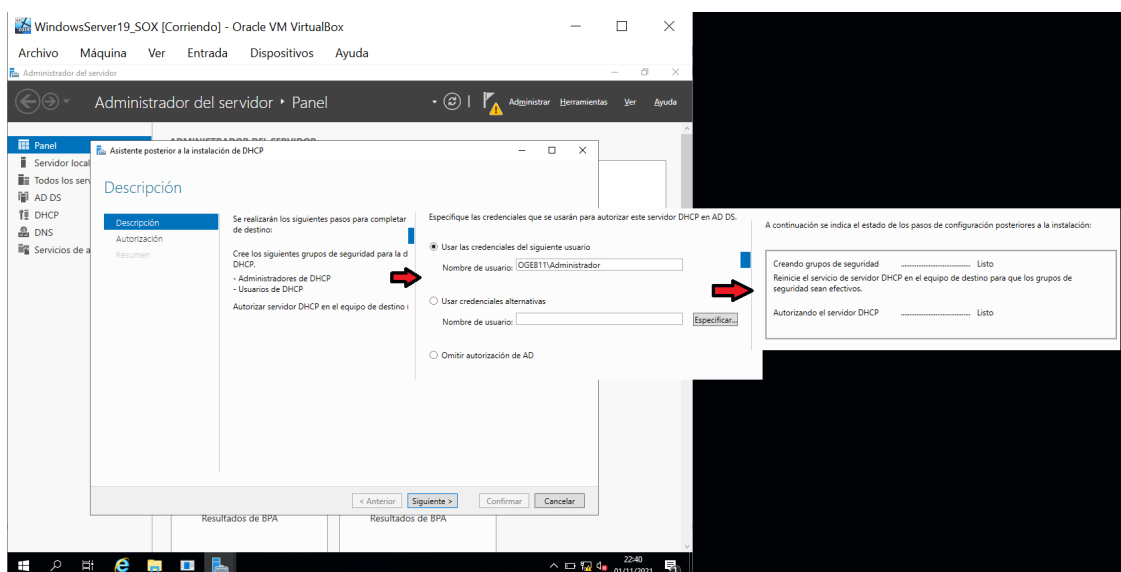 WindowsServer19_SOX [Corriendo] - Oracle VM VirtualBox
Archivo Máquina Ver Entrada Dispositivos Ayuda
Administrador del servidor
Administrador del servidor ‣ Panel
Administrar Herramientas Ver Ayuda
ADMINISTRADOR DEL SERVIDOR
Panel
Servidor local
Todos los serv
AD DS
DHCP
DNS
Servicios de a
Asistente posterior a la instalación de DHCP
Descripción
Descripción
Autorización
Resumen
Se realizarán los siguientes pasos para completar
de destino:
Cree los siguientes grupos de seguridad para la d
DHCP.
- Administradores de DHCP
- Usuarios de DHCP
Autorizar servidor DHCP en el equipo de destino
Especifique las credenciales que se usarán para autorizar este servidor DHCP en AD DS.
Usar las credenciales del siguiente usuario
Nombre de usuario: OGE811\Administrador
Usar credenciales alternativas
Nombre de usuario:
Especificar...
Omitir autorización de AD
A continuación se indica el estado de los pasos de configuración posteriores a la instalación:
Creando grupos de seguridad .................................... Listo
Reinicie el servicio de servidor DHCP en el equipo de destino para que los grupos de
seguridad sean efectivos.
Autorizando el servidor DHCP .................................... Listo
< Anterior Siguiente > Confirmar Cancelar
Resultados de BPA Resultados de BPA
22:40
01/11/2021